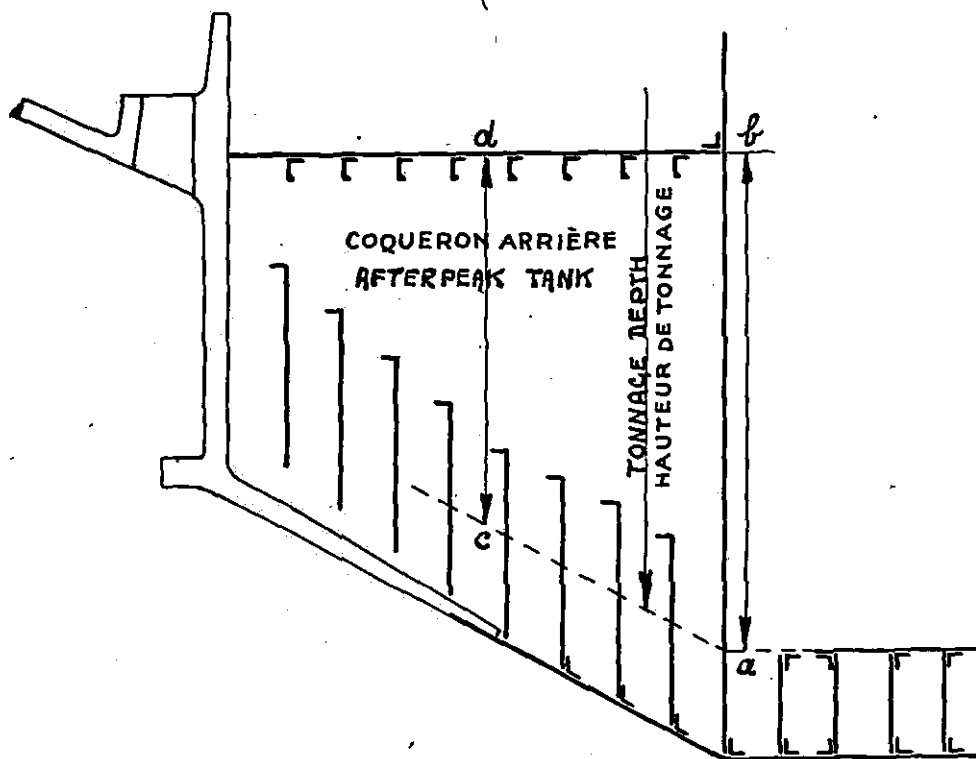 d
b
COQUERON ARRIÈRE
AFTERPEAK TANK
TONNAGE DEPTH
HAUTEUR DE TONNAGE
c
a